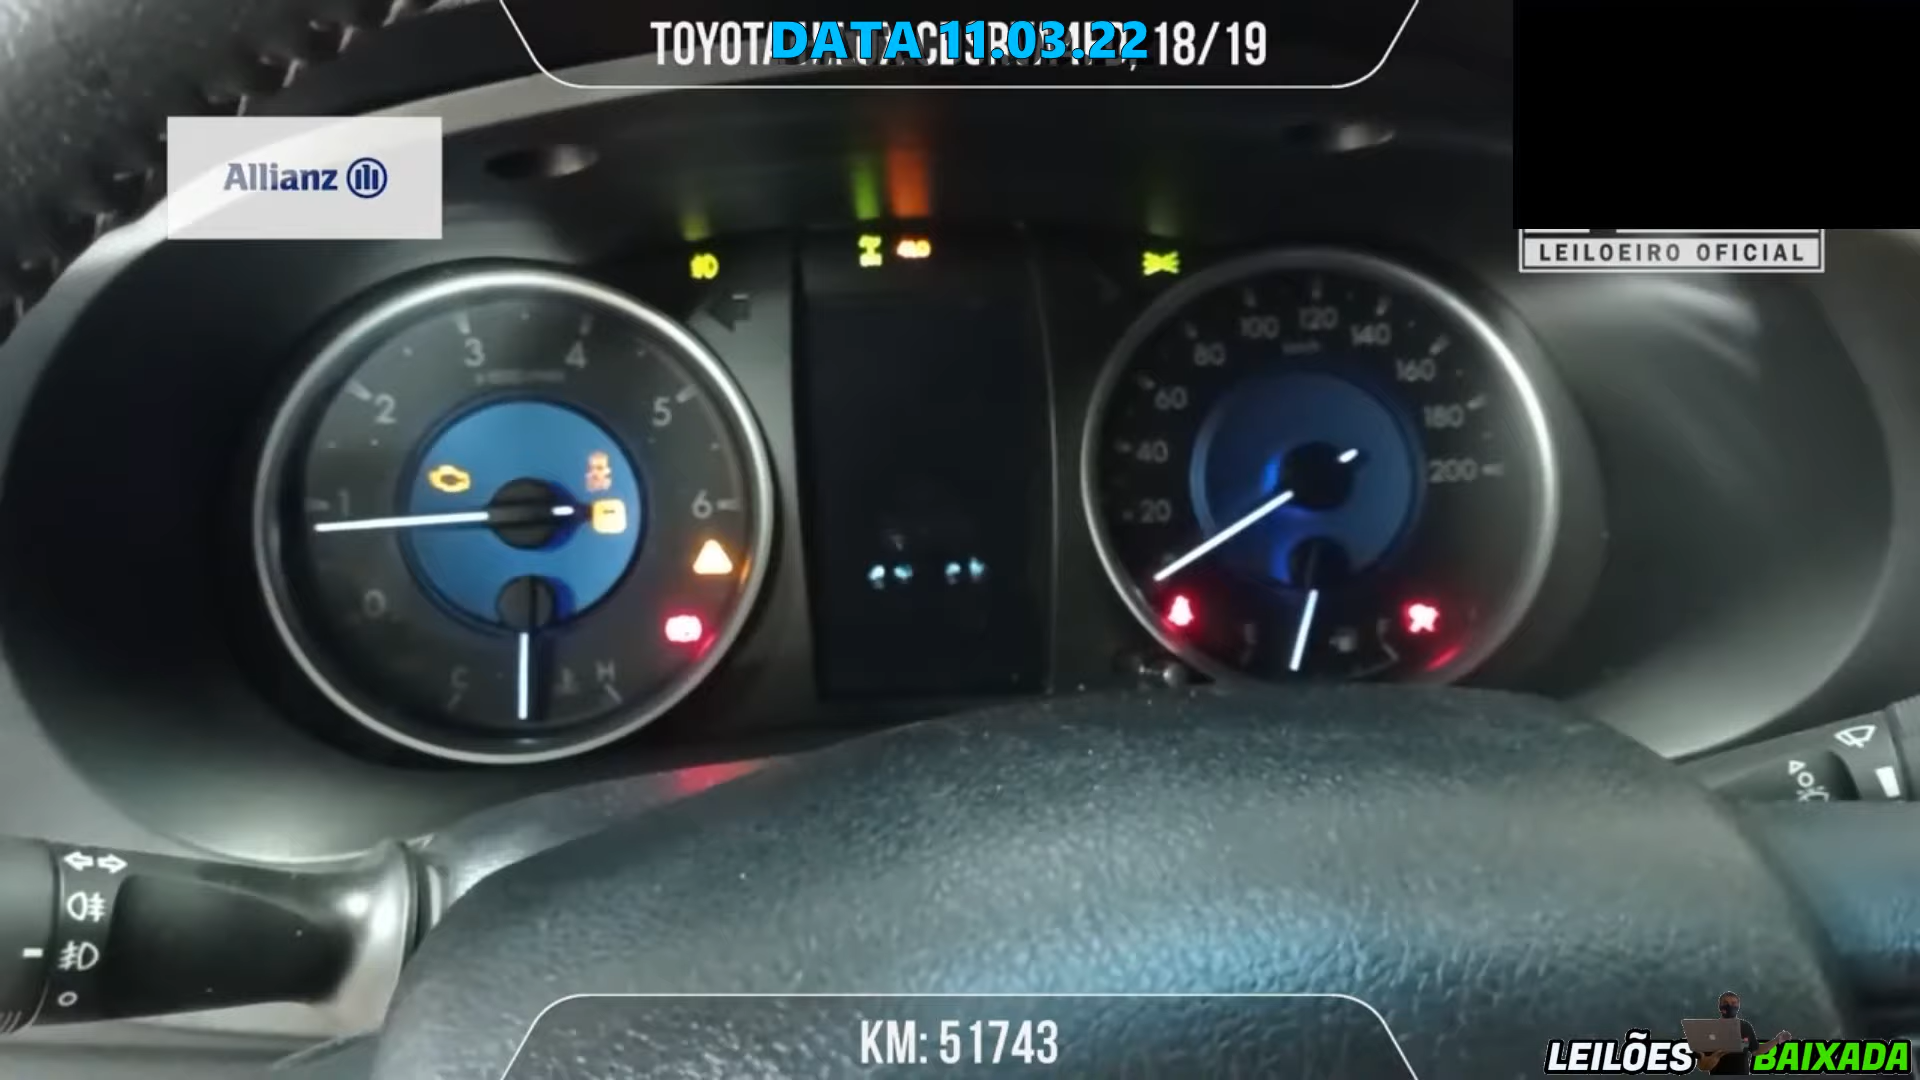 TOYOTA
DATA 11.03.22
18/19
Allianz
LEILOEIRO OFICIAL
3
4
2
5
1
6
0
C
H
100
120
140
80
160
60
180
40
200
20
KM: 51743
LEILÕES BAIXADA